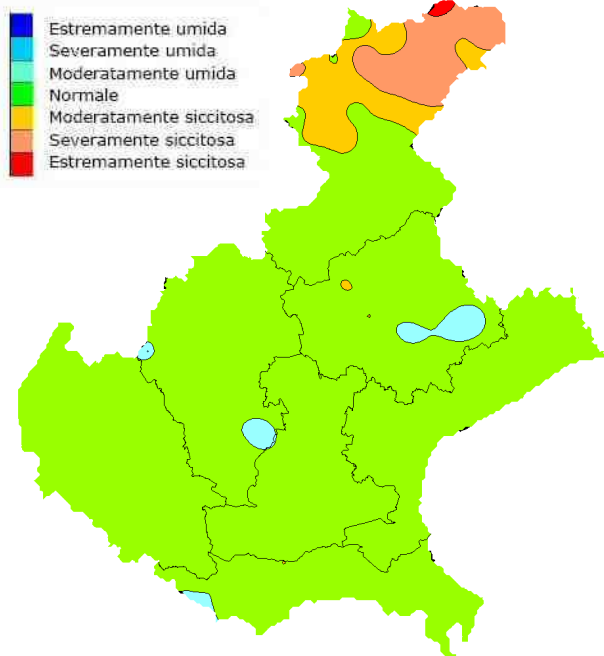 Estremamente umida
Severamente umida
Moderatamente umida
Normale
Moderatamente siccitosa
Severamente siccitosa
Estremamente siccitosa